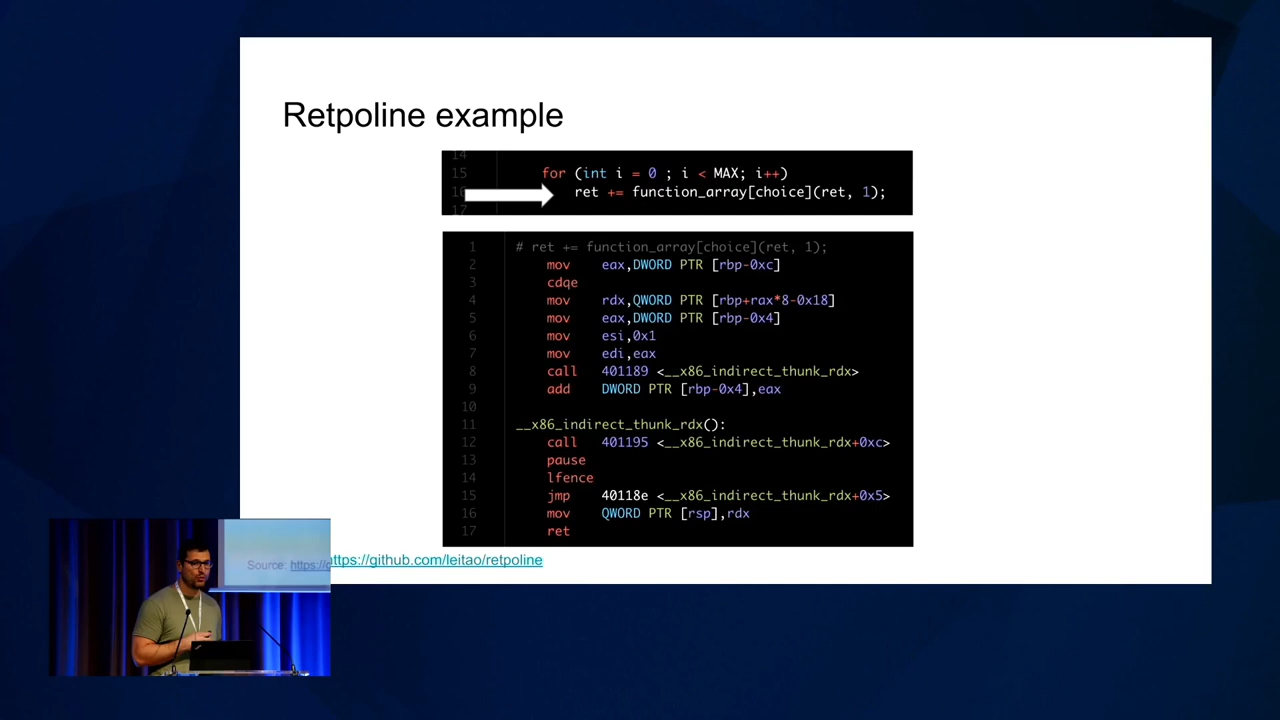 Retpoline example
14
15 for (int i = 0 ; i < MAX; i++)
16 ret += function_array[choice](ret, 1);
17
1 # ret += function_array[choice](ret, 1);
2 mov eax,DWORD PTR [rbp-0xc]
3 cdqe
4 mov rdx,QWORD PTR [rbp+rax*8-0x18]
5 mov eax,DWORD PTR [rbp-0x4]
6 mov esi,0x1
7 mov edi,eax
8 call 401189 <__x86_indirect_thunk_rdx>
9 add DWORD PTR [rbp-0x4],eax
10
11 __x86_indirect_thunk_rdx():
12 call 401195 <__x86_indirect_thunk_rdx+0xc>
13 pause
14 lfence
15 jmp 40118e <__x86_indirect_thunk_rdx+0x5>
16 mov QWORD PTR [rsp],rdx
17 ret
https://github.com/leitao/retpoline
Source: https://g